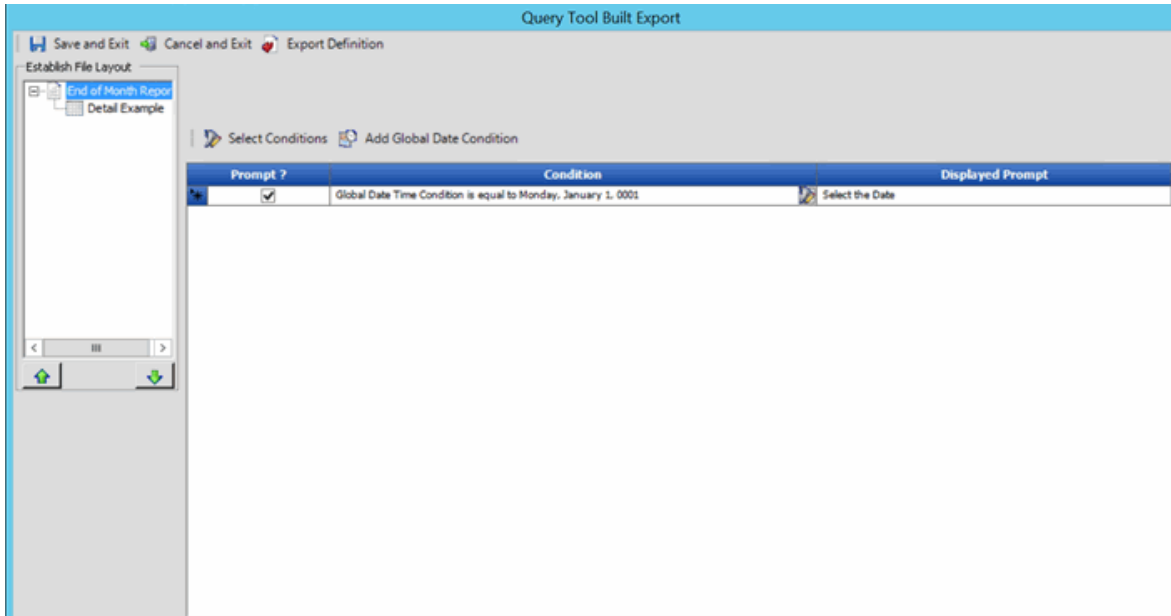 Query Tool Built Export
Save and Exit Cancel and Exit Export Definition
Establish File Layout
End of Month Repor
Detail Example
Select Conditions Add Global Date Condition
Prompt ? Condition Displayed Prompt
Global Date Time Condition is equal to Monday, January 1, 0001 Select the Date